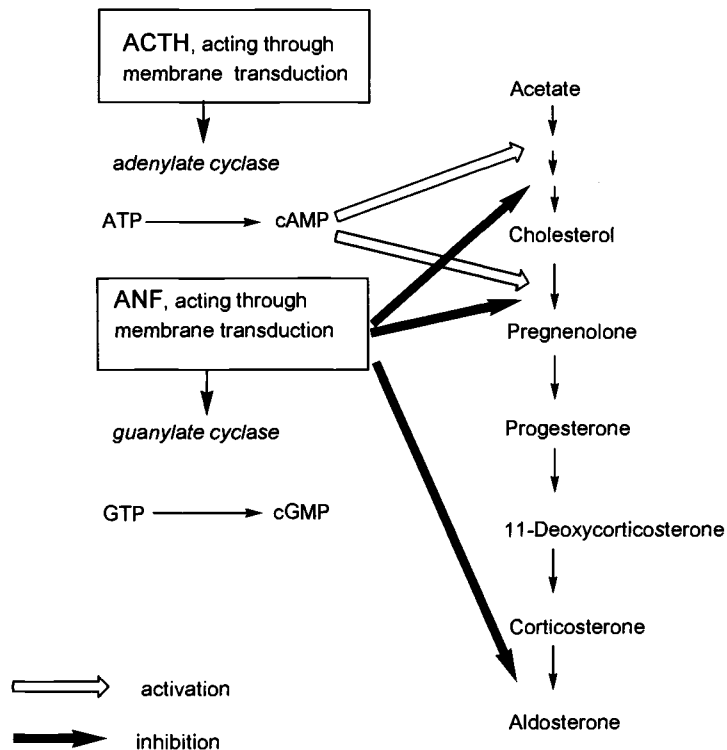 ACTH, acting through
membrane transduction
adenylate cyclase
ATP
cAMP
ANF, acting through
membrane transduction
guanylate cyclase
GTP
cGMP
activation
inhibition
Acetate
Cholesterol
Pregnenolone
Progesterone
11-Deoxycorticosterone
Corticosterone
Aldosterone